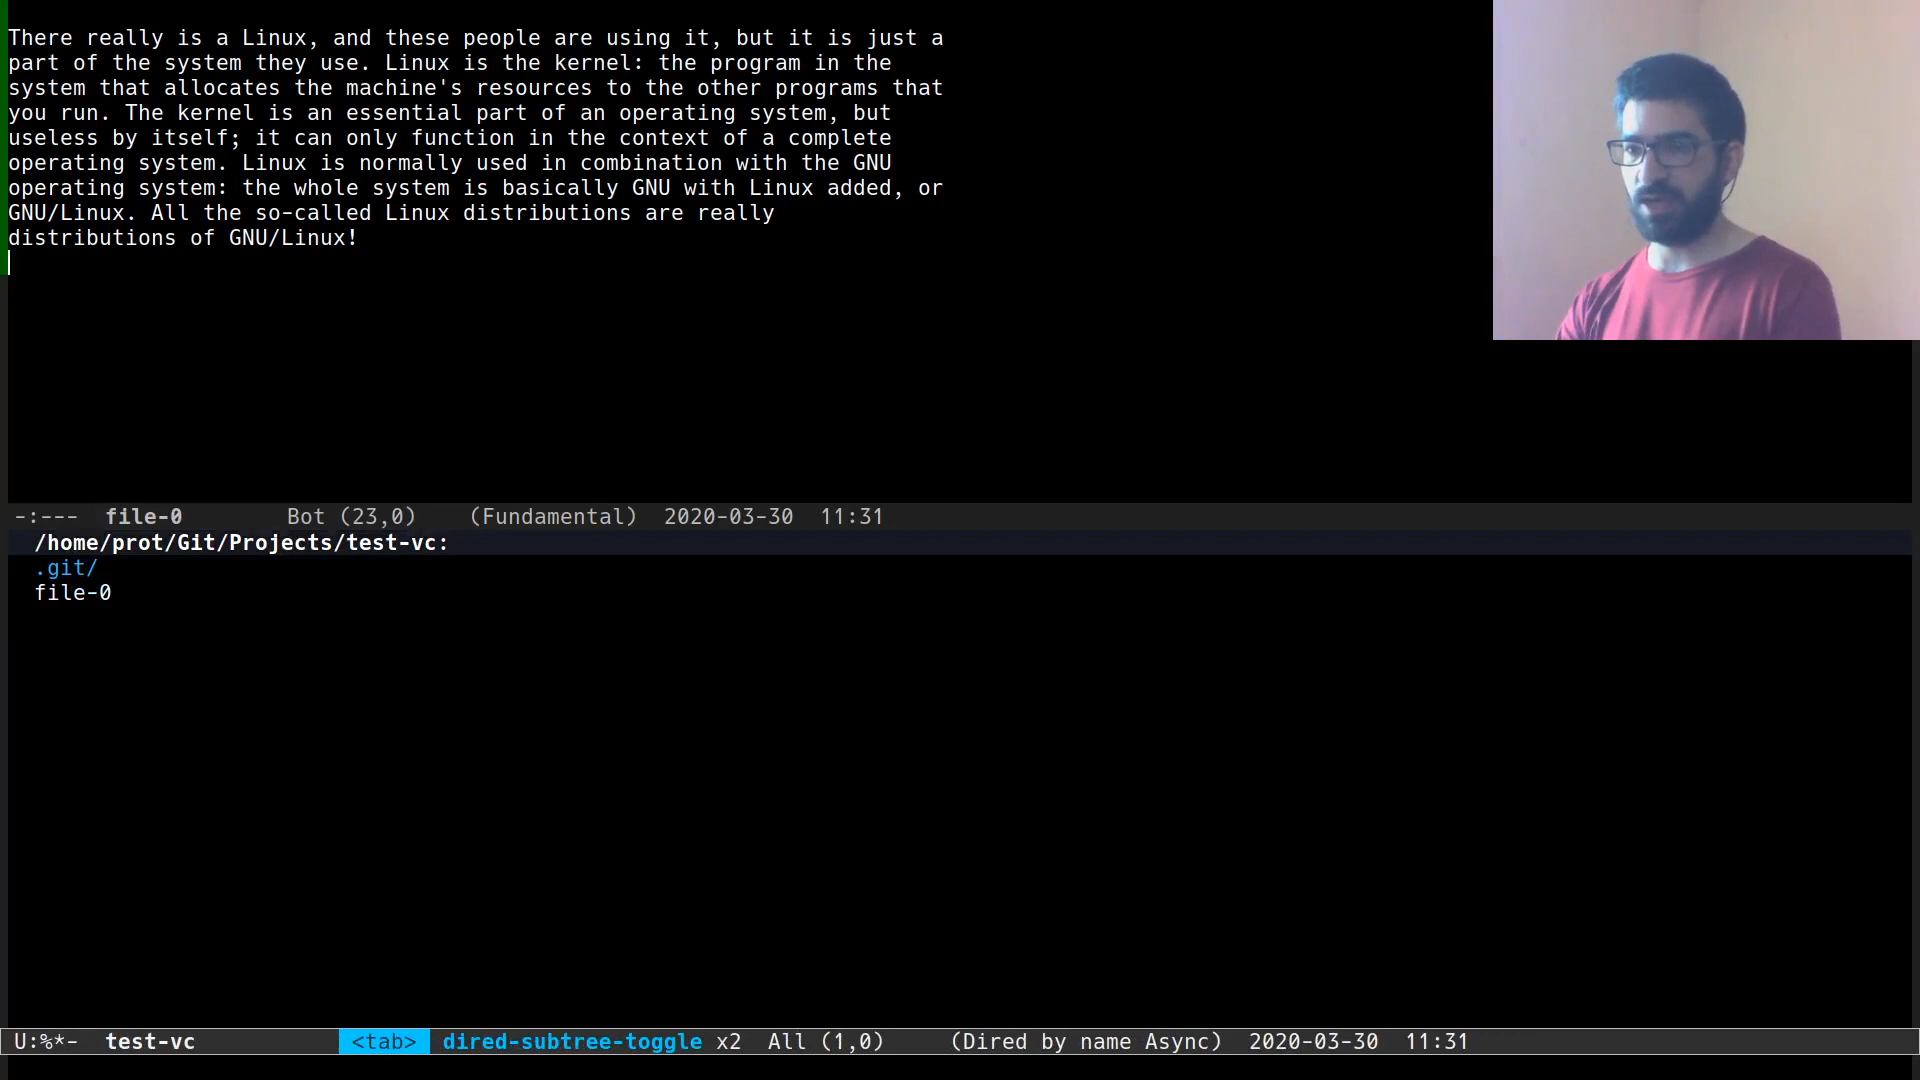 There really is a Linux, and these people are using it, but it is just a
part of the system they use. Linux is the kernel: the program in the
system that allocates the machine's resources to the other programs that
you run. The kernel is an essential part of an operating system, but
useless by itself; it can only function in the context of a complete
operating system. Linux is normally used in combination with the GNU
operating system: the whole system is basically GNU with Linux added, or
GNU/Linux. All the so-called Linux distributions are really
distributions of GNU/Linux!
-:--- file-0 Bot (23,0) (Fundamental) 2020-03-30 11:31
/home/prot/Git/Projects/test-vc:
.git/
file-0
U:%*- test-vc <tab> dired-subtree-toggle x2 All (1,0) (Dired by name Async) 2020-03-30 11:31